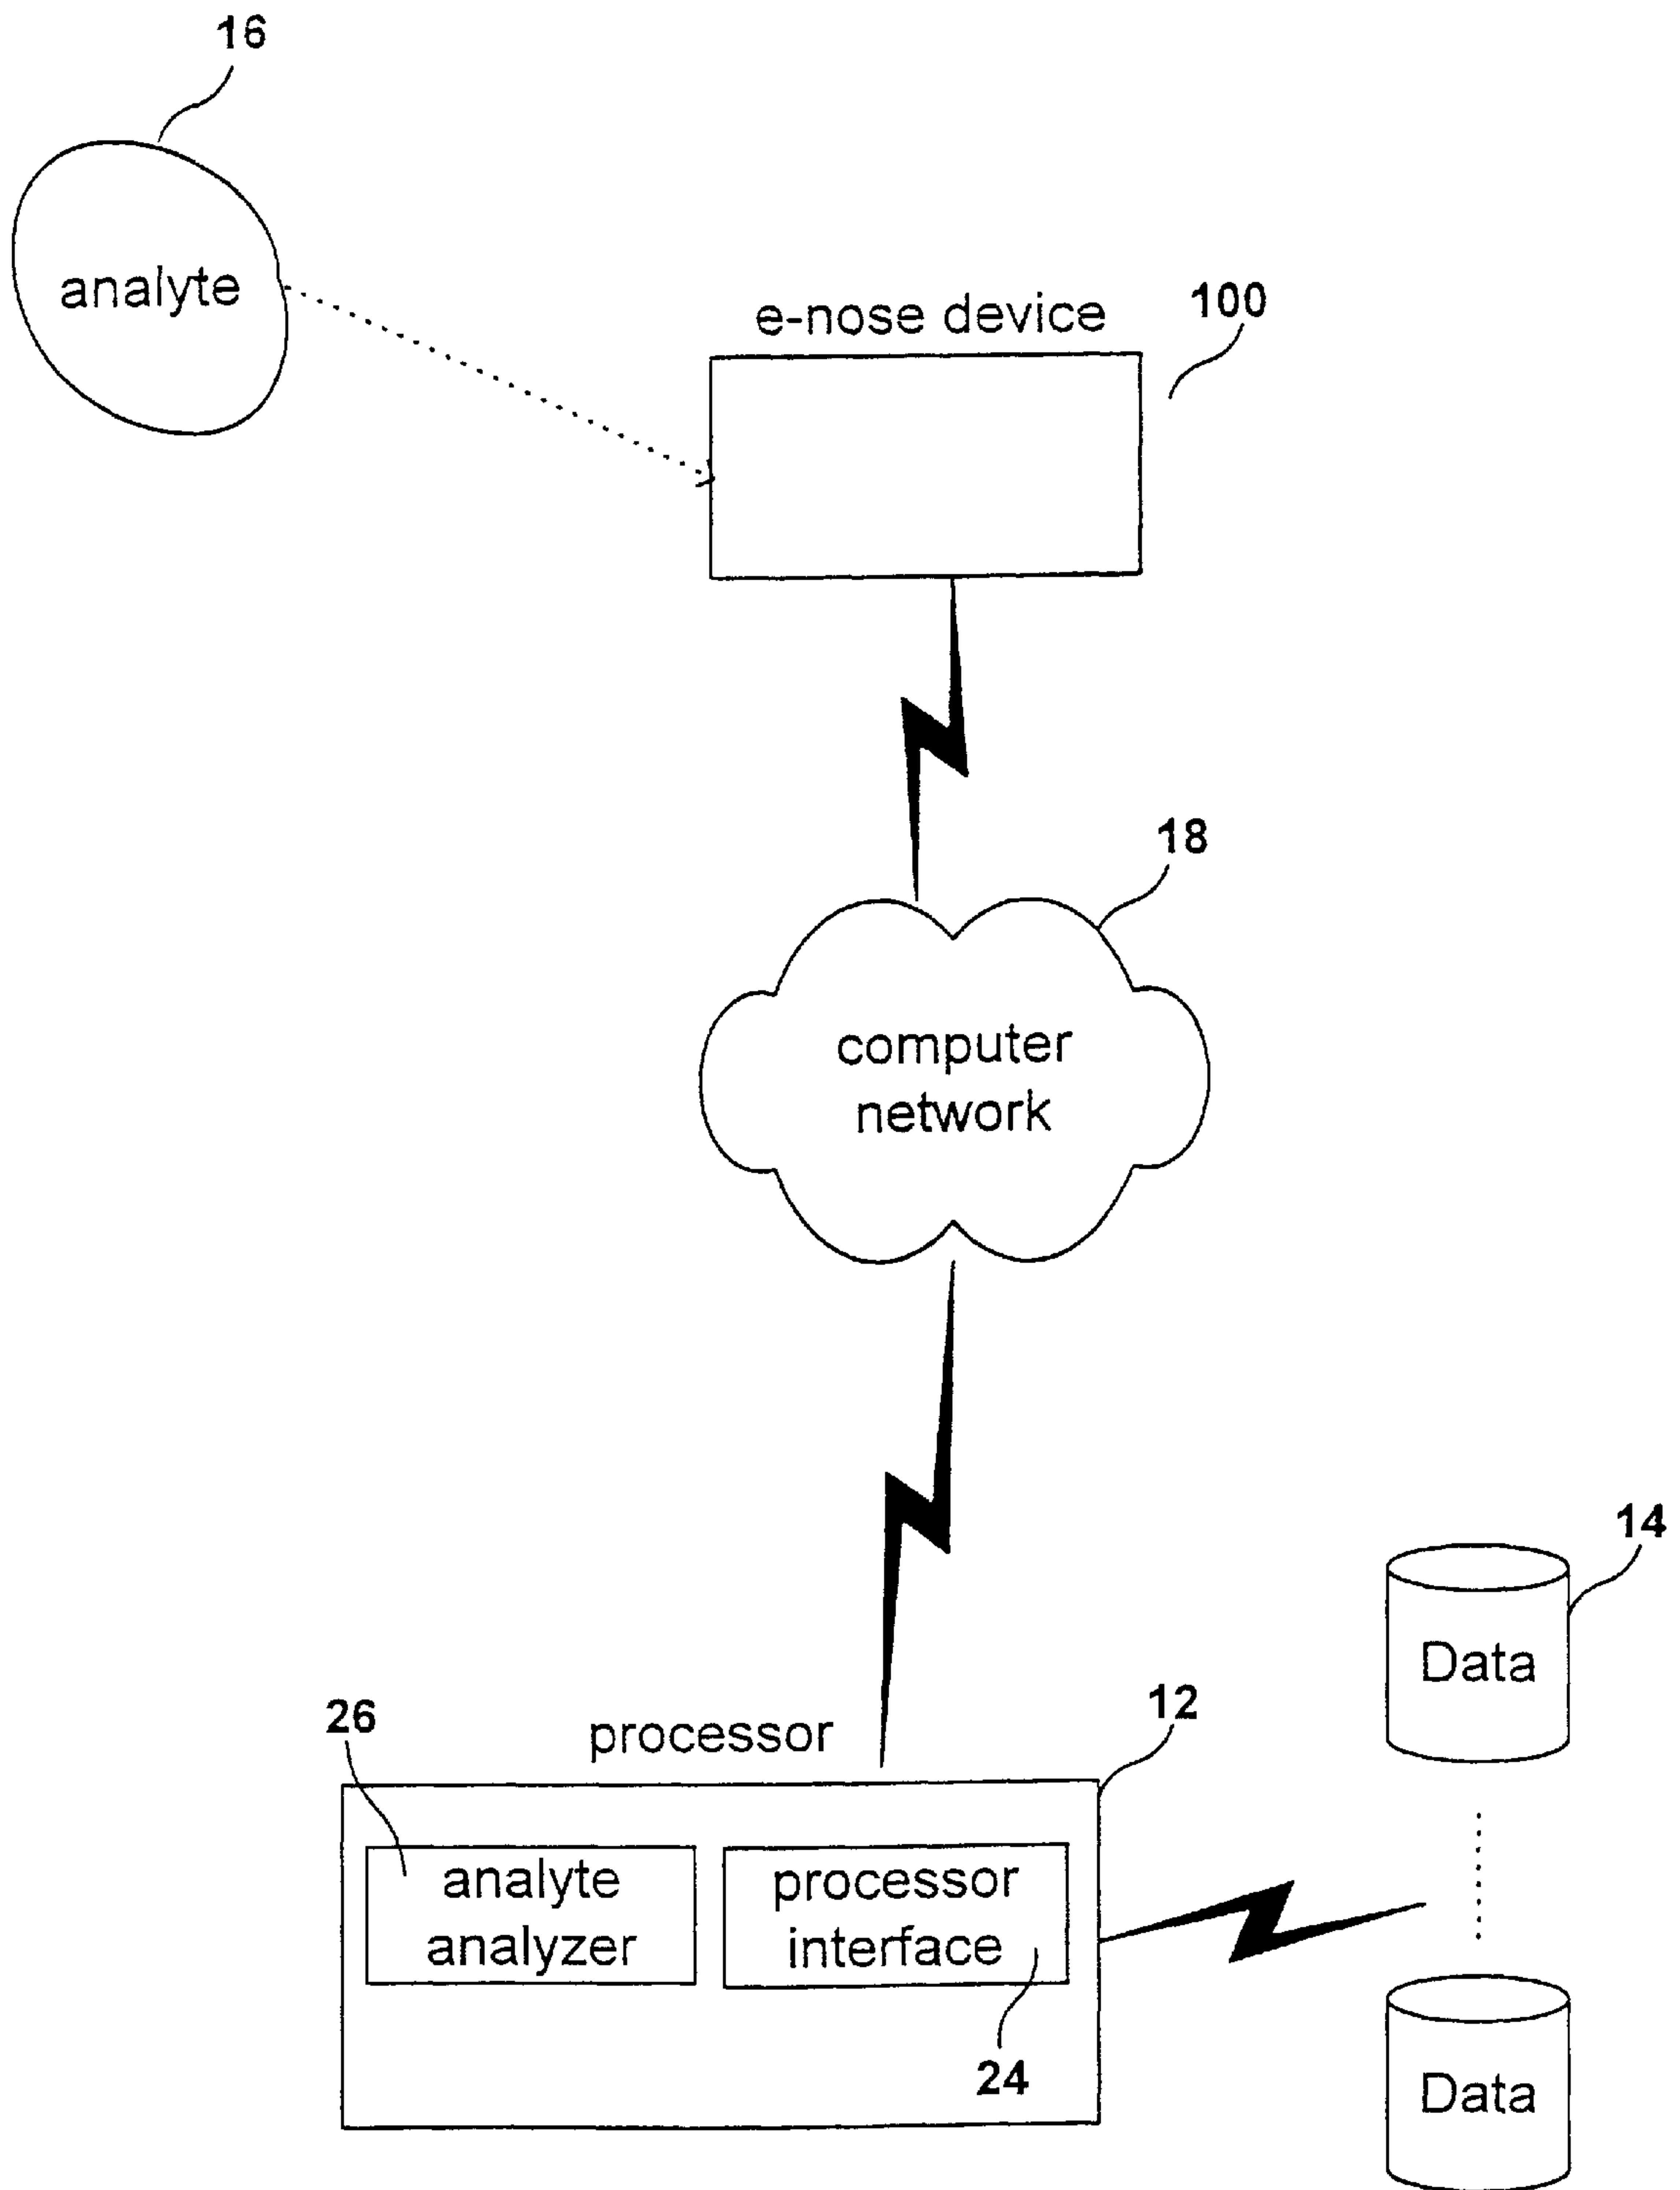 16
analyte
e-nose device
100
18
computer
network
14
Data
26
processor
12
analyte
analyzer
processor
interface
24
Data